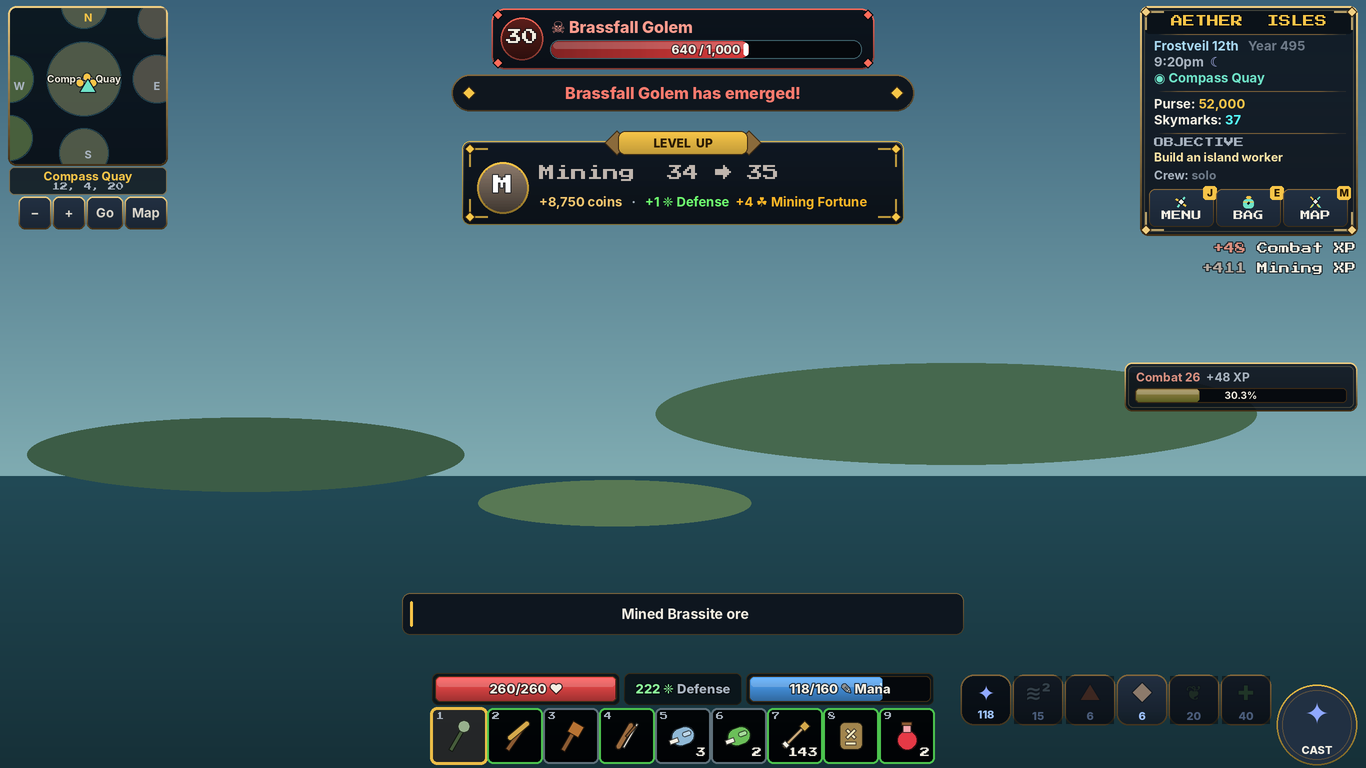 N
W
Compass Quay
E
S
Compass Quay
12, 4, 20
−
+
Go
Map
30
☠ Brassfall Golem
640 / 1,000
Brassfall Golem has emerged!
LEVEL UP
M
Mining 34 ➡ 35
+8,750 coins · +1 ❈ Defense +4 ☘ Mining Fortune
AETHER ISLES
Frostveil 12th Year 495
9:20pm ☾
◉ Compass Quay
Purse: 52,000
Skymarks: 37
OBJECTIVE
Build an island worker
Crew: solo
J
MENU
E
BAG
M
MAP
+48 Combat XP
+411 Mining XP
Combat 26 +48 XP
30.3%
Mined Brassite ore
260/260 ❤
222 ❈ Defense
118/160 ✎ Mana
1
2
3
4
5
3
6
2
7
143
8
9
2
118
2
15
6
6
20
40
CAST